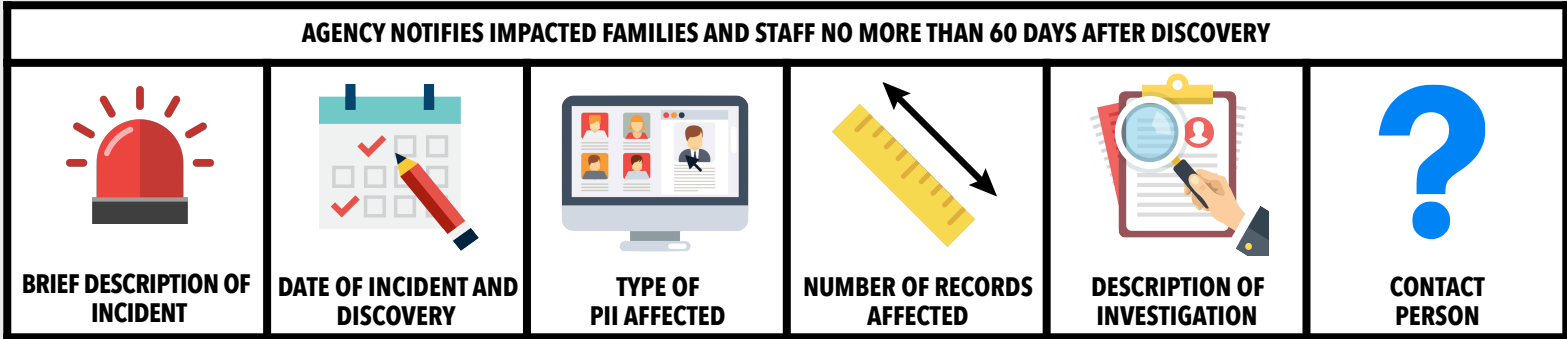 AGENCY NOTIFIES IMPACTED FAMILIES AND STAFF NO MORE THAN 60 DAYS AFTER DISCOVERY
BRIEF DESCRIPTION OF
INCIDENT
DATE OF INCIDENT AND
DISCOVERY
TYPE OF
PII AFFECTED
NUMBER OF RECORDS
AFFECTED
DESCRIPTION OF
INVESTIGATION
CONTACT
PERSON